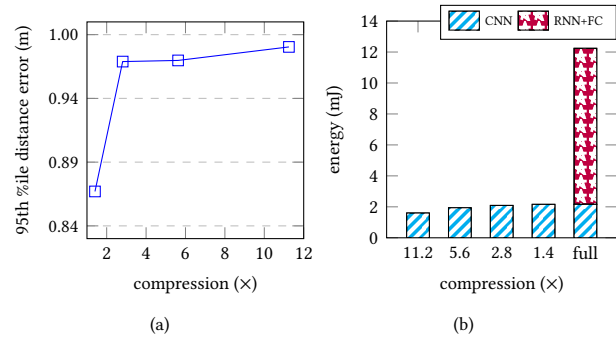 1.00
0.94
0.89
0.84
95th %ile distance error (m)
2 4 6 8 10 12
compression (×)
(a)
CNN RNN+FC
14
12
10
8
6
4
2
0
energy (mJ)
11.2 5.6 2.8 1.4 full
compression (×)
(b)